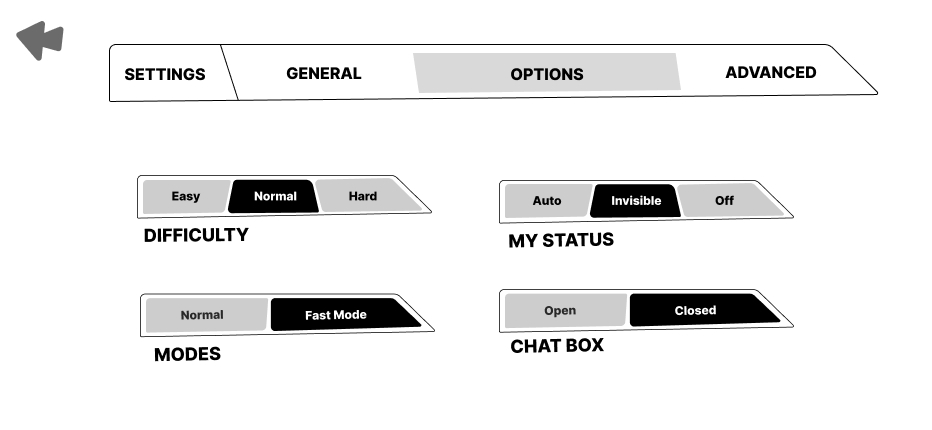 SETTINGS GENERAL OPTIONS ADVANCED
Easy Normal Hard
DIFFICULTY
Auto Invisible Off
MY STATUS
Normal Fast Mode
MODES
Open Closed
CHAT BOX